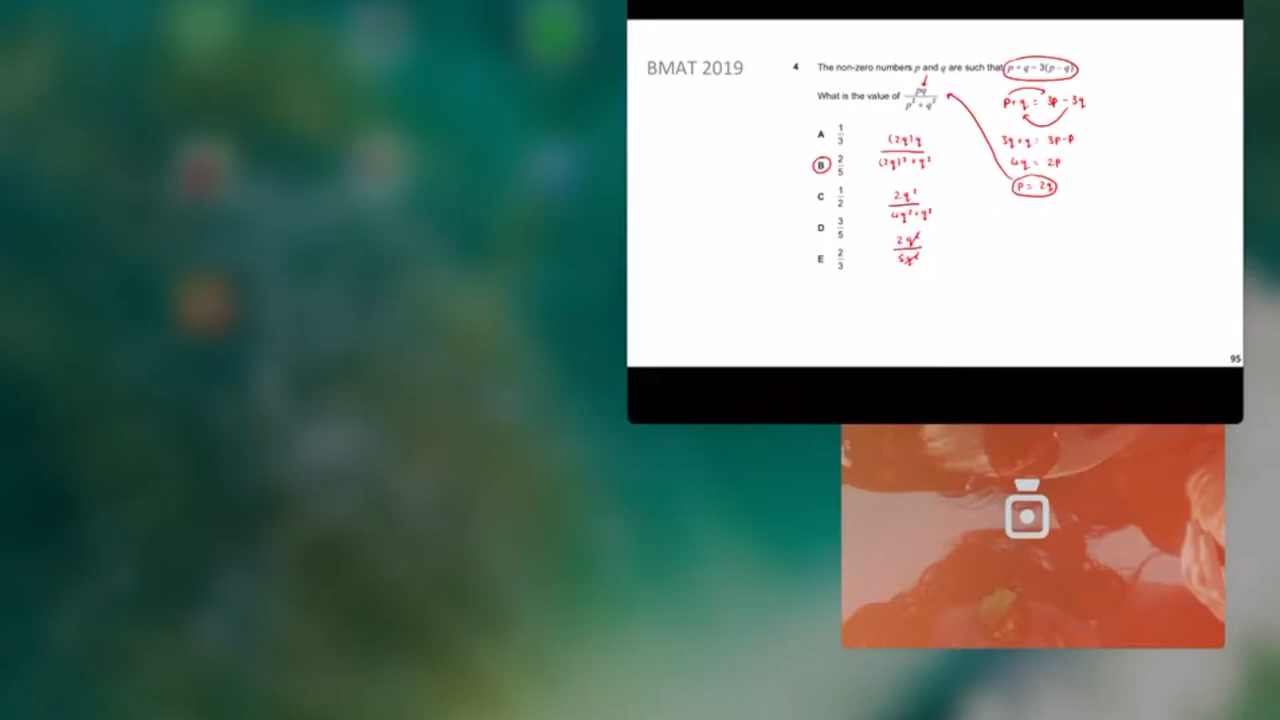 BMAT 2019
4 The non-zero numbers p and q are such that p + q = 3(p − q)
What is the value of pq / p² + q²
p+q = 3p − 3q
A 1/3
(2q)q / (2q)² + q²
3q+q = 3p−p
B 2/5
4q = 2p
p = 2q
C 1/2
2q² / 4q² + q²
D 3/5
2q² / 5q²
E 2/3
95